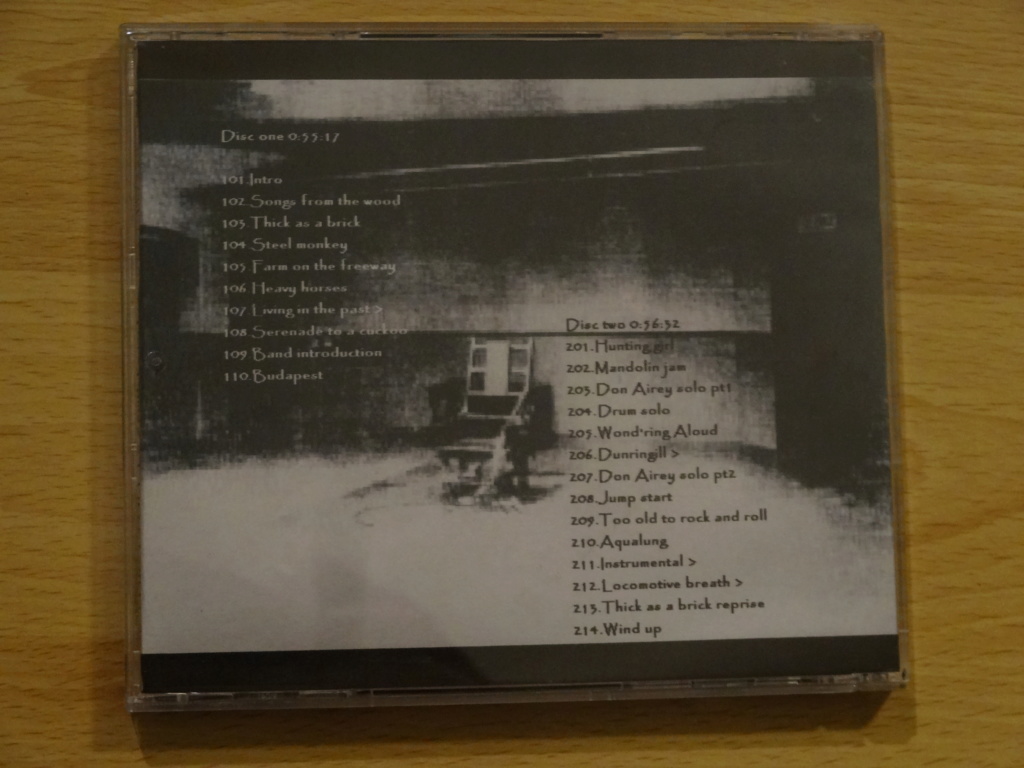 Disc one 0:55:17
101.Intro
102.Songs from the wood
103.Thick as a brick
104.Steel monkey
105.Farm on the freeway
106.Heavy horses
107.Living in the past >
108.Serenade to a cuckoo
109.Band introduction
110.Budapest
Disc two 0:56:52
201.Hunting girl
202.Mandolin jam
203.Don Airey solo pt1
204.Drum solo
205.Wond'ring Aloud
206.Dunringill >
207.Don Airey solo pt2
208.Jump start
209.Too old to rock and roll
210.Aqualung
211.Instrumental >
212.Locomotive breath >
213.Thick as a brick reprise
214.Wind up